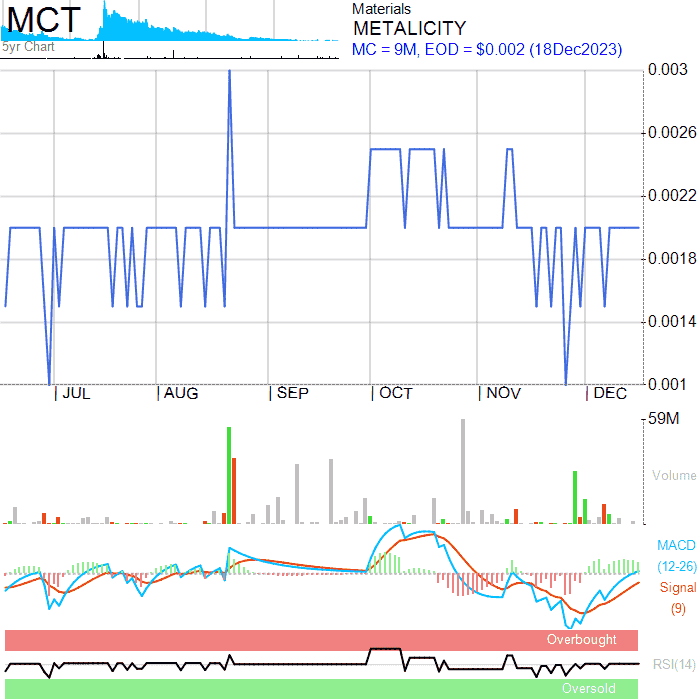 MCT
5yr Chart
Materials
METALICITY
MC = 9M, EOD = $0.002 (18Dec2023)
0.003
0.0026
0.0022
0.0018
0.0014
0.001
JUL
AUG
SEP
OCT
NOV
DEC
59M
Volume
MACD
(12-26)
Signal
(9)
Overbought
RSI(14)
Oversold